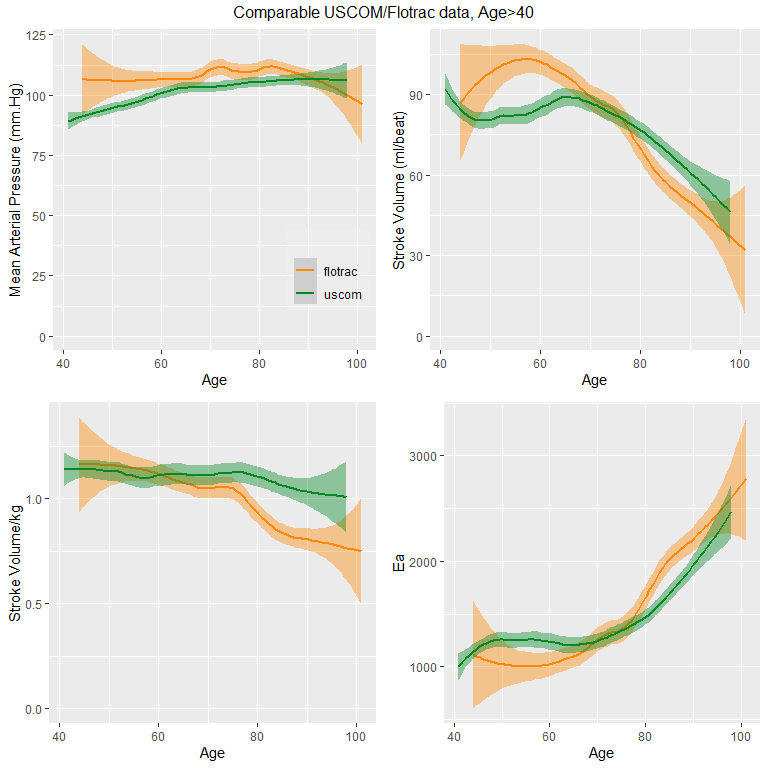 Comparable USCOM/Flotrac data, Age>40
Mean Arterial Pressure (mm.Hg)
125
100
75
50
25
0
40 60 80 100
Age
flotrac
uscom
Stroke Volume (ml/beat)
90
60
30
0
40 60 80 100
Age
Stroke Volume/kg
1.0
0.5
0.0
40 60 80 100
Age
Ea
3000
2000
1000
40 60 80 100
Age